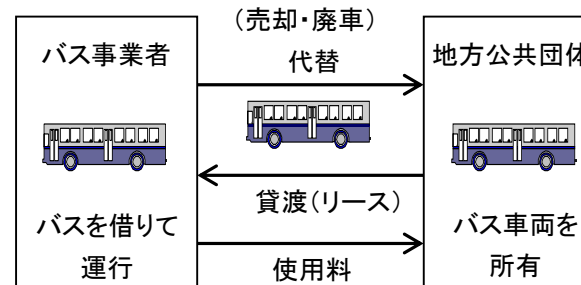 (売却・廃車)
バス事業者
代替
地方公共団体
貸渡(リース)
バスを借りて
運行
バス車両を
所有
使用料